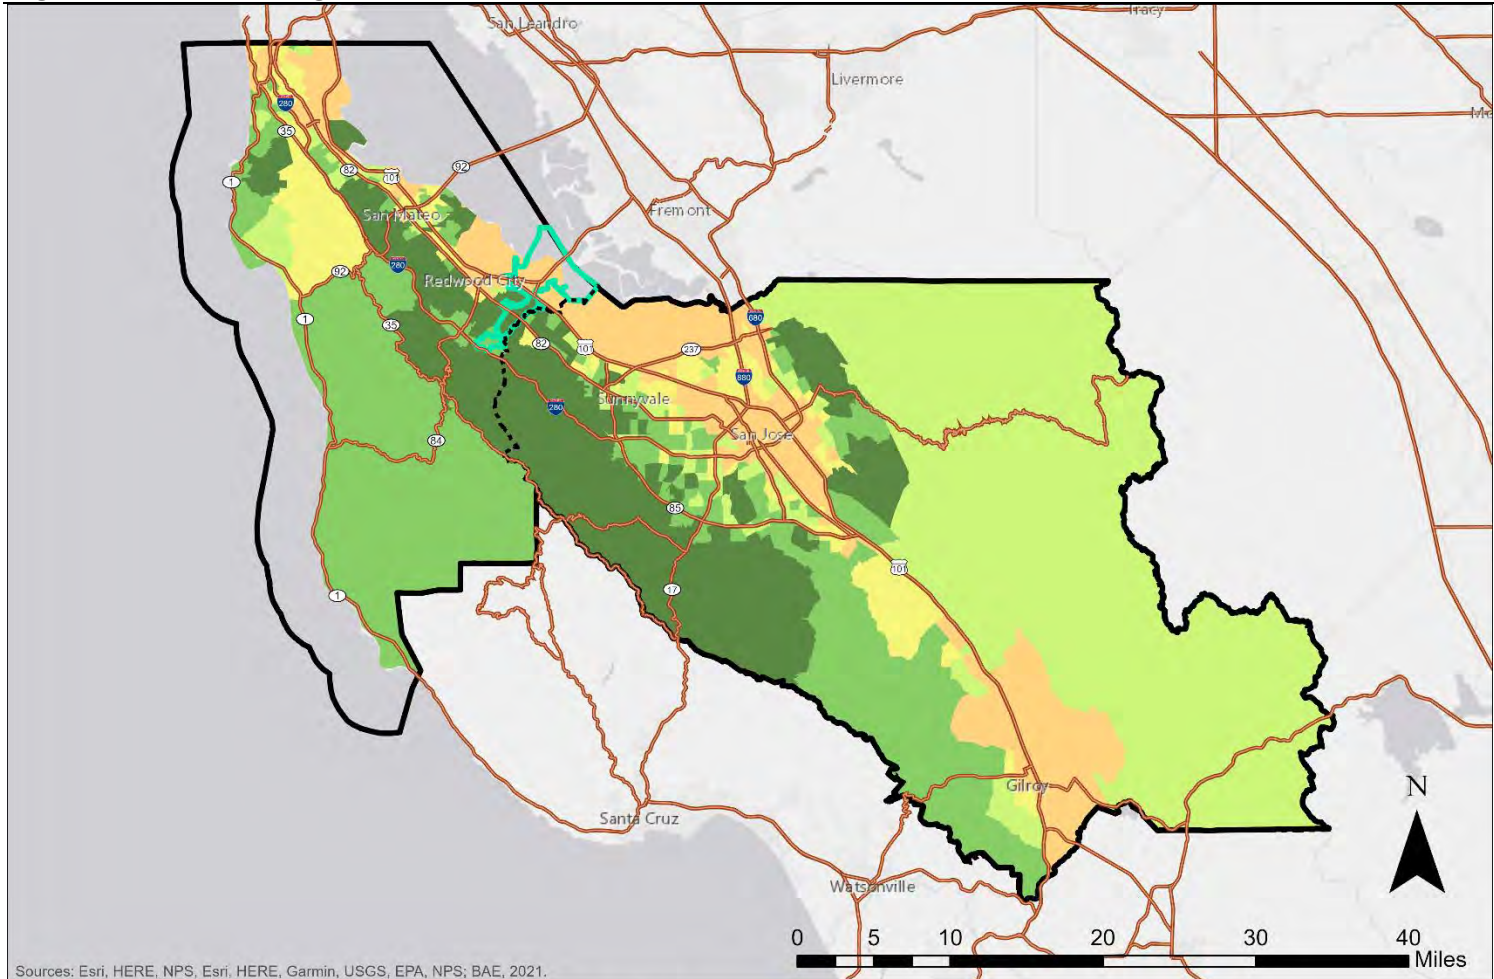 San Leandro
Tracy
Livermore
280
35
82
101
92
1
Fremont
San Mateo
280
92
Redwood City
1
35
82
101
237
680
880
280
Sunnyvale
San Jose
84
85
101
17
1
Gilroy
Santa Cruz
Watsonville
N
0 5 10 20 30 40
Miles
Sources: Esri, HERE, NPS, Esri, HERE, Garmin, USGS, EPA, NPS; BAE, 2021.